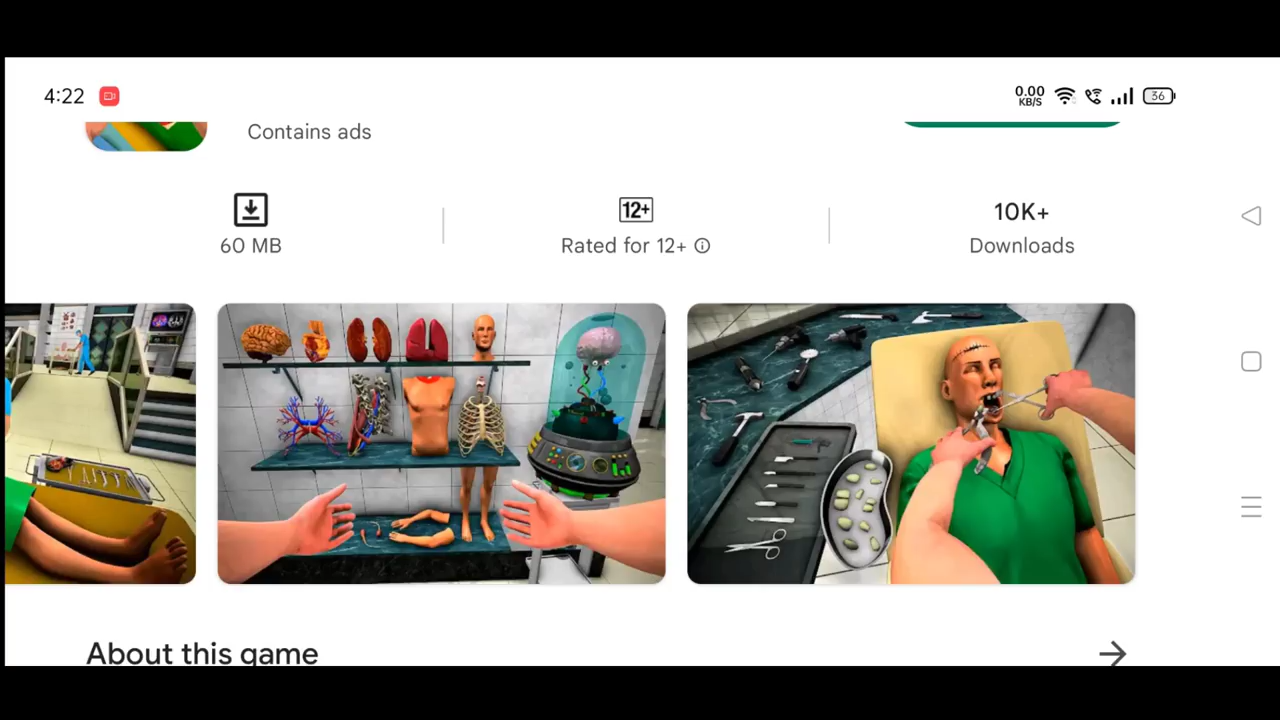 4:22
0.00
KB/S
36
Contains ads
60 MB
12+
Rated for 12+
10K+
Downloads
About this game